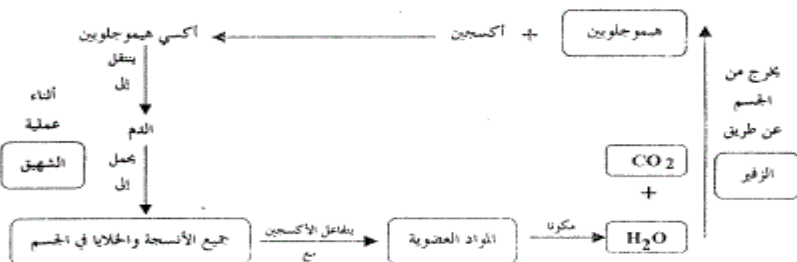 هيموجلوبين + أكسجين
أكسي هيموجلوبين
ينتقل
إلى
الدم
يحمل
إلى
أثناء
عملية
الشهيق
جميع الأنسجة والخلايا في الجسم
يتفاعل الأكسجين
مع
المواد العضوية
مكونا
H2O
+
CO2
يخرج من
الجسم
عن طريق
الزفير